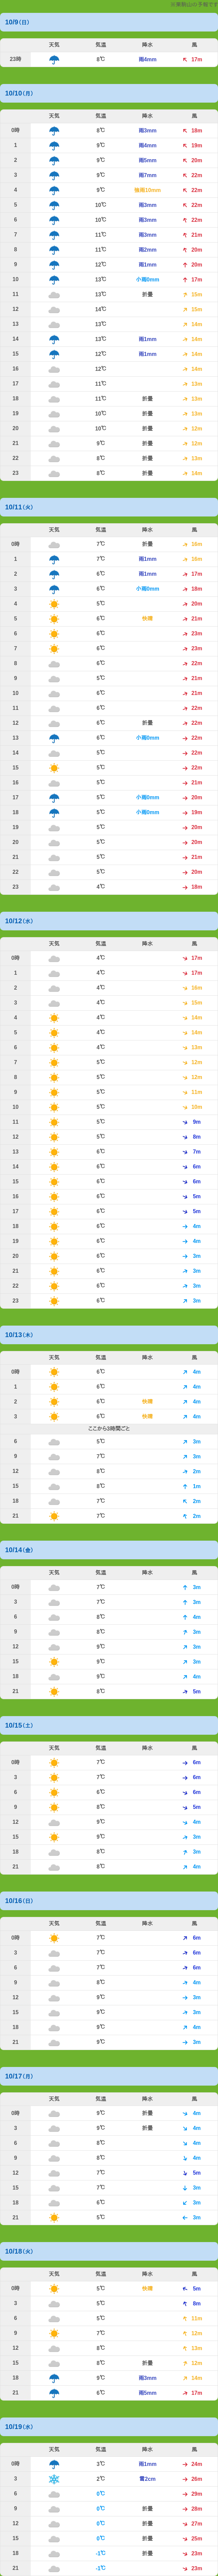 10/9(日)
天気 気温 降水 風
23時 8℃ 雨4mm 17m
10/10(月)
天気 気温 降水 風
0時 8℃ 雨3mm 18m
1 9℃ 雨4mm 19m
2 9℃ 雨5mm 20m
3 9℃ 雨7mm 22m
4 9℃ 強雨10mm 22m
5 10℃ 雨3mm 22m
6 10℃ 雨3mm 22m
7 11℃ 雨3mm 21m
8 11℃ 雨2mm 20m
9 12℃ 雨1mm 20m
10 13℃ 小雨0mm 17m
11 13℃ 折畳 15m
12 14℃ 15m
13 13℃ 14m
14 13℃ 雨1mm 14m
15 12℃ 雨1mm 14m
16 12℃ 14m
17 11℃ 13m
18 11℃ 折畳 13m
19 10℃ 折畳 13m
20 10℃ 折畳 12m
21 9℃ 折畳 12m
22 8℃ 折畳 13m
23 8℃ 折畳 14m
10/11(火)
天気 気温 降水 風
0時 7℃ 折畳 16m
1 7℃ 雨1mm 16m
2 6℃ 雨1mm 17m
3 6℃ 小雨0mm 18m
4 5℃ 20m
5 6℃ 快晴 21m
6 6℃ 23m
7 6℃ 23m
8 6℃ 22m
9 5℃ 21m
10 6℃ 21m
11 6℃ 22m
12 6℃ 折畳 22m
13 6℃ 小雨0mm 22m
14 5℃ 22m
15 5℃ 22m
16 5℃ 21m
17 5℃ 小雨0mm 20m
18 5℃ 小雨0mm 19m
19 5℃ 20m
20 5℃ 20m
21 5℃ 21m
22 5℃ 20m
23 4℃ 18m
10/12(水)
天気 気温 降水 風
0時 4℃ 17m
1 4℃ 17m
2 4℃ 16m
3 4℃ 15m
4 4℃ 14m
5 4℃ 14m
6 4℃ 13m
7 5℃ 12m
8 5℃ 12m
9 5℃ 11m
10 5℃ 10m
11 5℃ 9m
12 5℃ 8m
13 6℃ 7m
14 6℃ 6m
15 6℃ 6m
16 6℃ 5m
17 6℃ 5m
18 6℃ 4m
19 6℃ 4m
20 6℃ 3m
21 6℃ 3m
22 6℃ 3m
23 6℃ 3m
10/13(木)
天気 気温 降水 風
0時 6℃ 4m
1 6℃ 4m
2 6℃ 快晴 4m
3 6℃ 快晴 4m
ここから3時間ごと
6 5℃ 3m
9 7℃ 3m
12 8℃ 2m
15 8℃ 1m
18 7℃ 2m
21 7℃ 2m
10/14(金)
天気 気温 降水 風
0時 7℃ 3m
3 7℃ 3m
6 8℃ 4m
9 8℃ 3m
12 9℃ 3m
15 9℃ 3m
18 9℃ 4m
21 8℃ 5m
10/15(土)
天気 気温 降水 風
0時 7℃ 6m
3 7℃ 6m
6 6℃ 6m
9 8℃ 5m
12 9℃ 4m
15 9℃ 3m
18 8℃ 3m
21 8℃ 4m
10/16(日)
天気 気温 降水 風
0時 7℃ 6m
3 7℃ 6m
6 7℃ 6m
9 8℃ 4m
12 9℃ 3m
15 9℃ 3m
18 9℃ 4m
21 9℃ 3m
10/17(月)
天気 気温 降水 風
0時 9℃ 折畳 4m
3 9℃ 折畳 4m
6 8℃ 4m
9 8℃ 4m
12 7℃ 5m
15 7℃ 3m
18 6℃ 3m
21 5℃ 3m
10/18(火)
天気 気温 降水 風
0時 5℃ 快晴 5m
3 5℃ 8m
6 5℃ 11m
9 7℃ 12m
12 8℃ 13m
15 8℃ 折畳 12m
18 9℃ 雨3mm 14m
21 6℃ 雨5mm 17m
10/19(水)
天気 気温 降水 風
0時 3℃ 雨1mm 24m
3 2℃ 雪2cm 26m
6 0℃ 29m
9 0℃ 折畳 28m
12 0℃ 折畳 27m
15 0℃ 折畳 25m
18 -1℃ 折畳 23m
21 -1℃ 23m